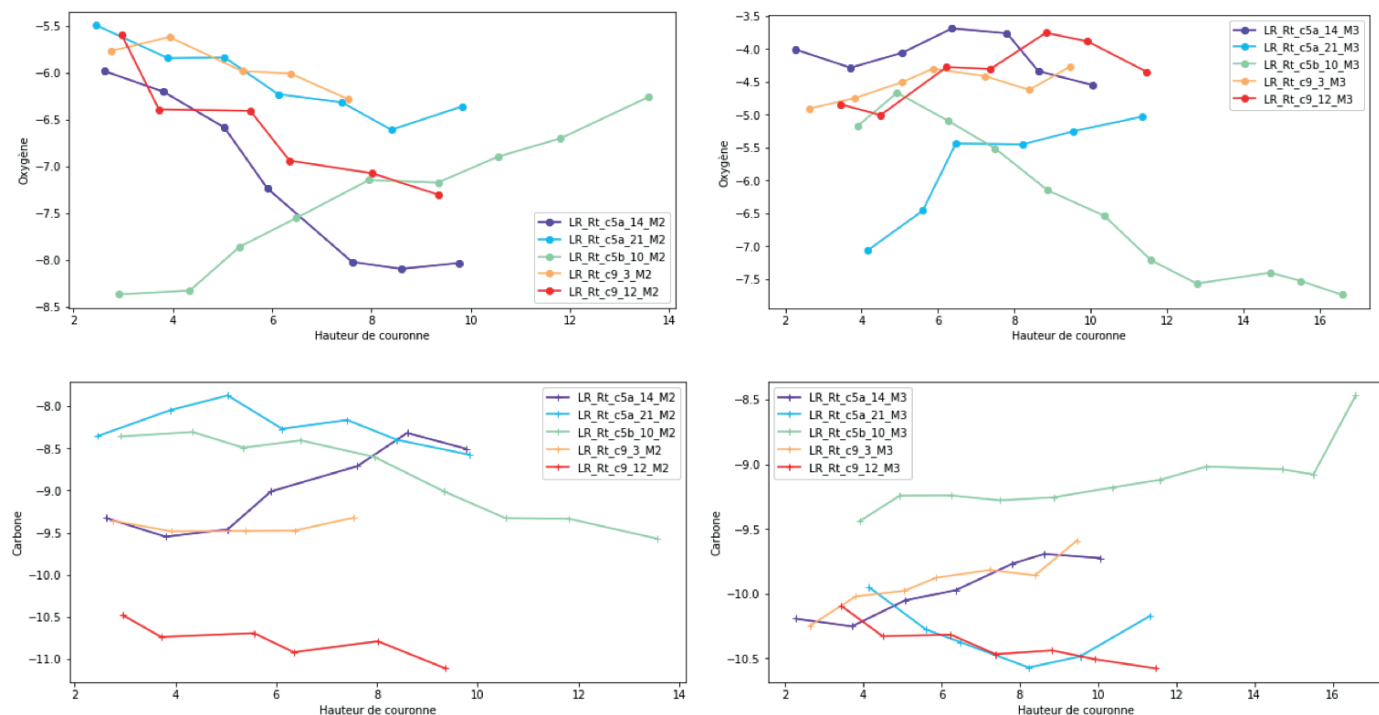 −5.5
−6.0
−6.5
−7.0
−7.5
−8.0
−8.5
Oxygène
LR_Rt_c5a_14_M2
LR_Rt_c5a_21_M2
LR_Rt_c5b_10_M2
LR_Rt_c9_3_M2
LR_Rt_c9_12_M2
2 4 6 8 10 12 14
Hauteur de couronne
−3.5
−4.0
−4.5
−5.0
−5.5
−6.0
−6.5
−7.0
−7.5
Oxygène
LR_Rt_c5a_14_M3
LR_Rt_c5a_21_M3
LR_Rt_c5b_10_M3
LR_Rt_c9_3_M3
LR_Rt_c9_12_M3
2 4 6 8 10 12 14 16
Hauteur de couronne
−8.0
−8.5
−9.0
−9.5
−10.0
−10.5
−11.0
Carbone
LR_Rt_c5a_14_M2
LR_Rt_c5a_21_M2
LR_Rt_c5b_10_M2
LR_Rt_c9_3_M2
LR_Rt_c9_12_M2
2 4 6 8 10 12 14
Hauteur de couronne
−8.5
−9.0
−9.5
−10.0
−10.5
Carbone
LR_Rt_c5a_14_M3
LR_Rt_c5a_21_M3
LR_Rt_c5b_10_M3
LR_Rt_c9_3_M3
LR_Rt_c9_12_M3
2 4 6 8 10 12 14 16
Hauteur de couronne